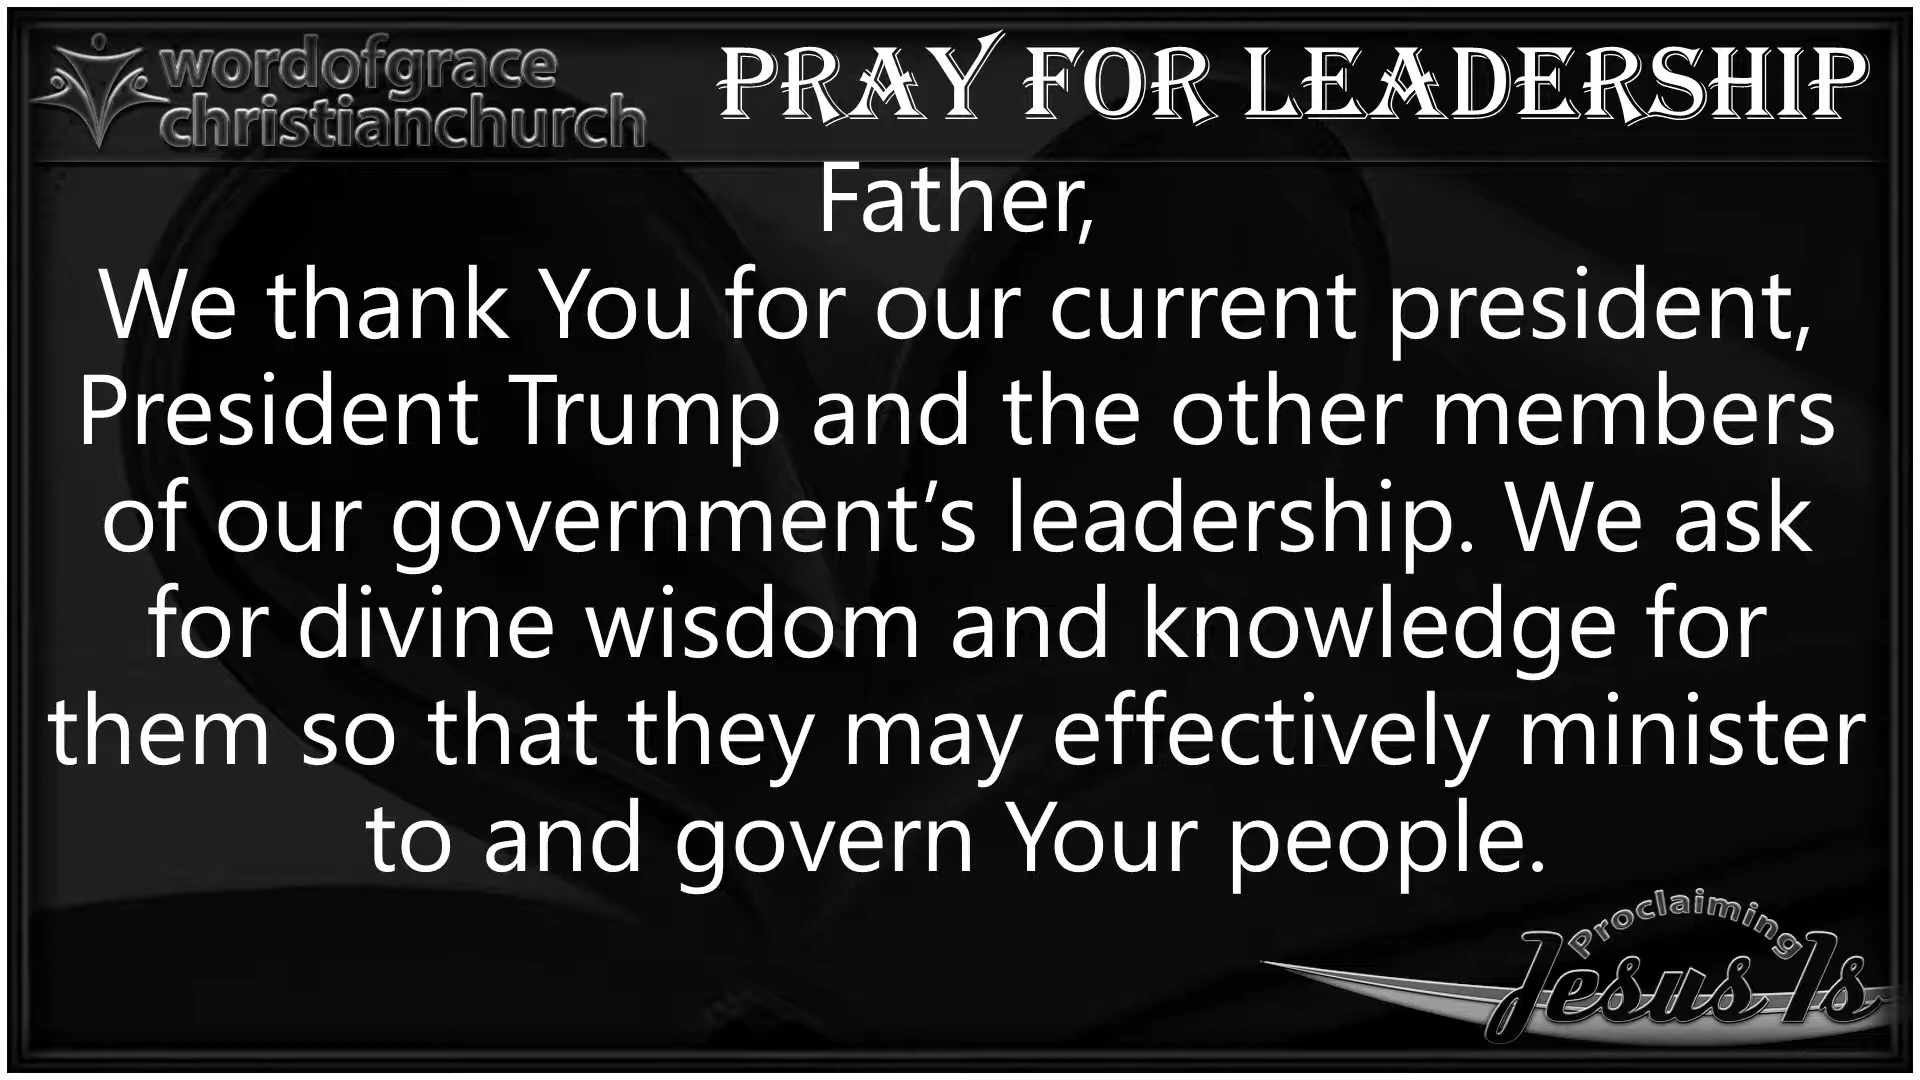 wordofgrace
christianchurch
PRAY FOR LEADERSHIP
Father,
We thank You for our current president,
President Trump and the other members
of our government’s leadership. We ask
for divine wisdom and knowledge for
them so that they may effectively minister
to and govern Your people.
Proclaiming
Jesus Is